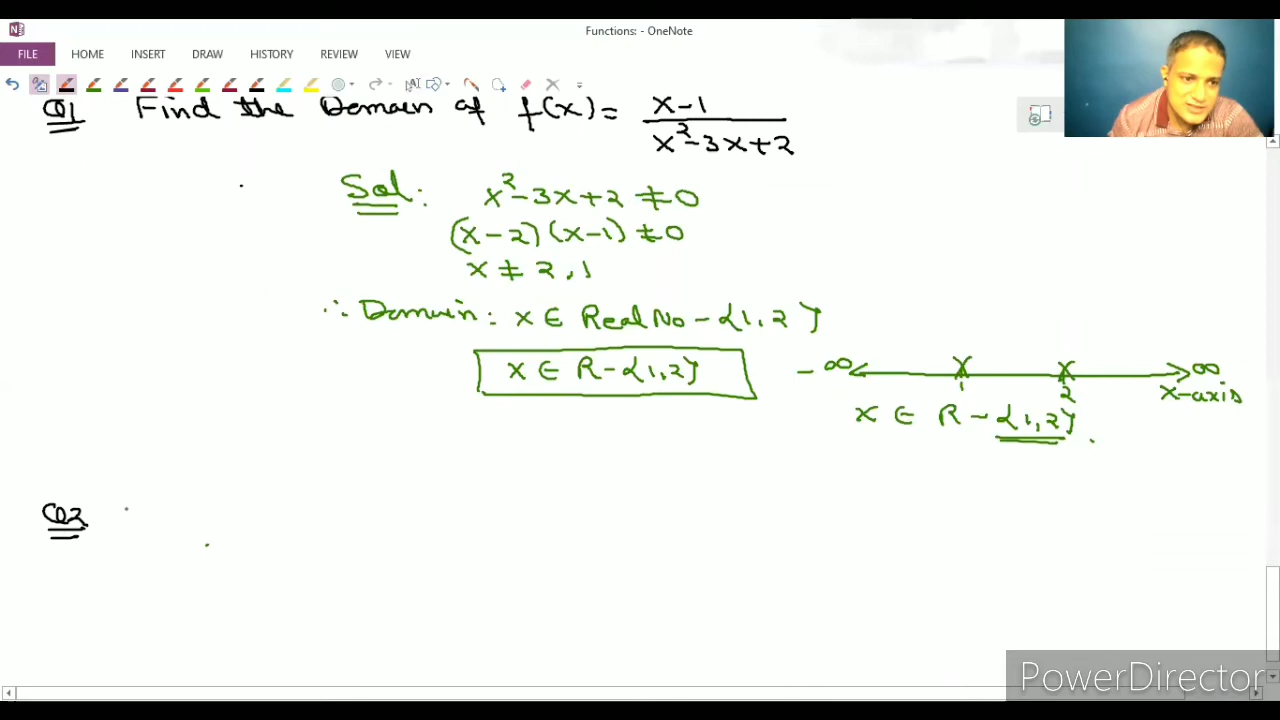 Functions: - OneNote
FILE HOME INSERT DRAW HISTORY REVIEW VIEW
Q1 Find the Domain of f(x) = x-1 / x²-3x+2
Sol: x²-3x+2 ≠ 0
(x-2)(x-1) ≠ 0
x ≠ 2, 1
∴ Domain: x ∈ Real No - {1, 2}
x ∈ R - {1, 2}
-∞ 1 2 ∞
x-axis
x ∈ R - {1, 2}.
Q2
PowerDirector